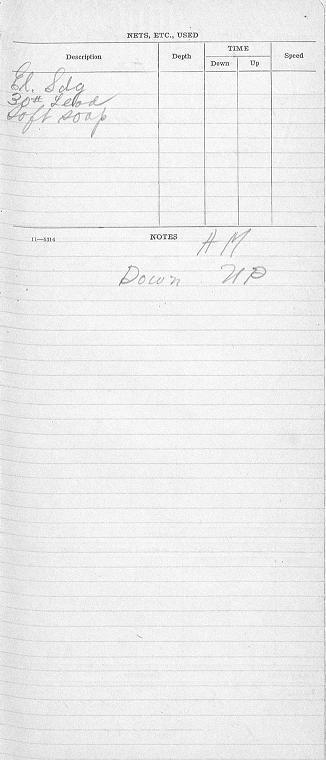 NETS, ETC., USED
Description Depth TIME Speed
Down Up
El. Sdg
30# Lead
Soft soap
11—5314 NOTES AM
Down UP